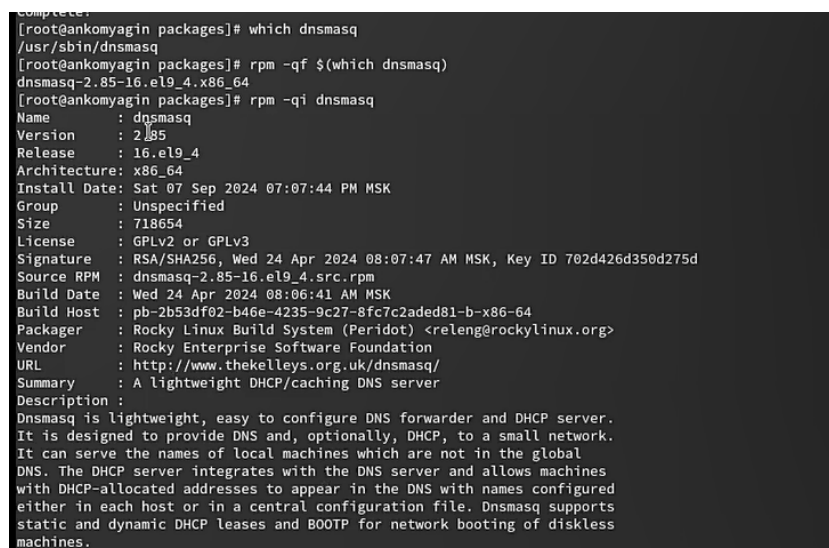 Complete!
[root@ankomyagin packages]# which dnsmasq
/usr/sbin/dnsmasq
[root@ankomyagin packages]# rpm -qf $(which dnsmasq)
dnsmasq-2.85-16.el9_4.x86_64
[root@ankomyagin packages]# rpm -qi dnsmasq
Name        : dnsmasq
Version     : 2.85
Release     : 16.el9_4
Architecture: x86_64
Install Date: Sat 07 Sep 2024 07:07:44 PM MSK
Group       : Unspecified
Size        : 718654
License     : GPLv2 or GPLv3
Signature   : RSA/SHA256, Wed 24 Apr 2024 08:07:47 AM MSK, Key ID 702d426d350d275d
Source RPM  : dnsmasq-2.85-16.el9_4.src.rpm
Build Date  : Wed 24 Apr 2024 08:06:41 AM MSK
Build Host  : pb-2b53df02-b46e-4235-9c27-8fc7c2aded81-b-x86-64
Packager    : Rocky Linux Build System (Peridot) <releng@rockylinux.org>
Vendor      : Rocky Enterprise Software Foundation
URL         : http://www.thekelleys.org.uk/dnsmasq/
Summary     : A lightweight DHCP/caching DNS server
Description :
Dnsmasq is lightweight, easy to configure DNS forwarder and DHCP server.
It is designed to provide DNS and, optionally, DHCP, to a small network.
It can serve the names of local machines which are not in the global
DNS. The DHCP server integrates with the DNS server and allows machines
with DHCP-allocated addresses to appear in the DNS with names configured
either in each host or in a central configuration file. Dnsmasq supports
static and dynamic DHCP leases and BOOTP for network booting of diskless
machines.